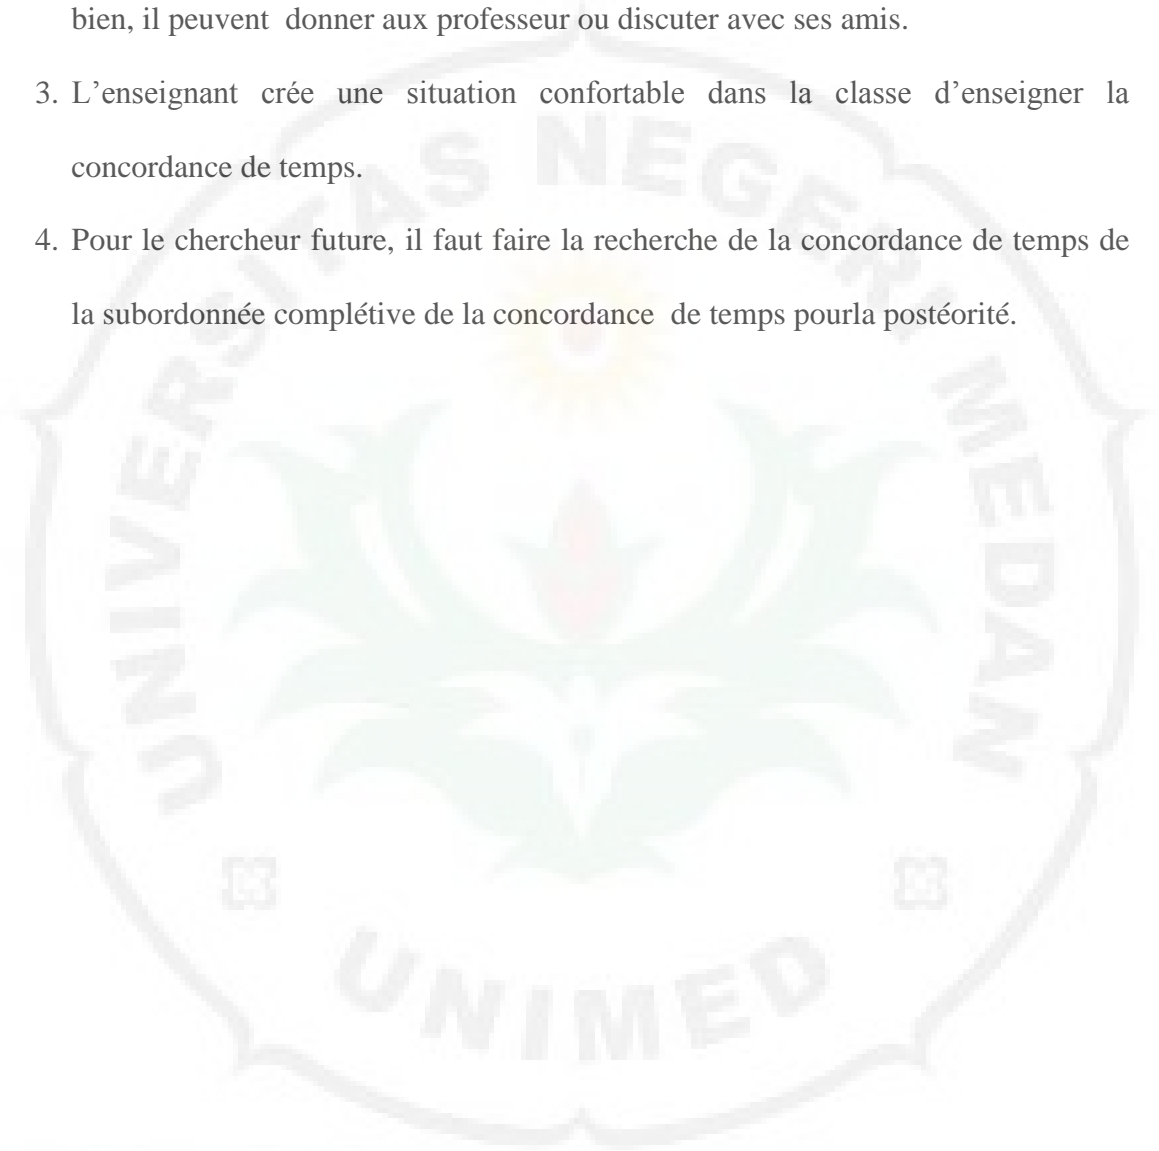 bien, il peuvent  donner aux professeur ou discuter avec ses amis.
3. L’enseignant crée une situation confortable dans la classe d’enseigner la
concordance de temps.
4. Pour le chercheur future, il faut faire la recherche de la concordance de temps de
la subordonnée complétive de la concordance  de temps pourla postéorité.
UNIVERSITAS NEGERI MEDAN
UNIMED